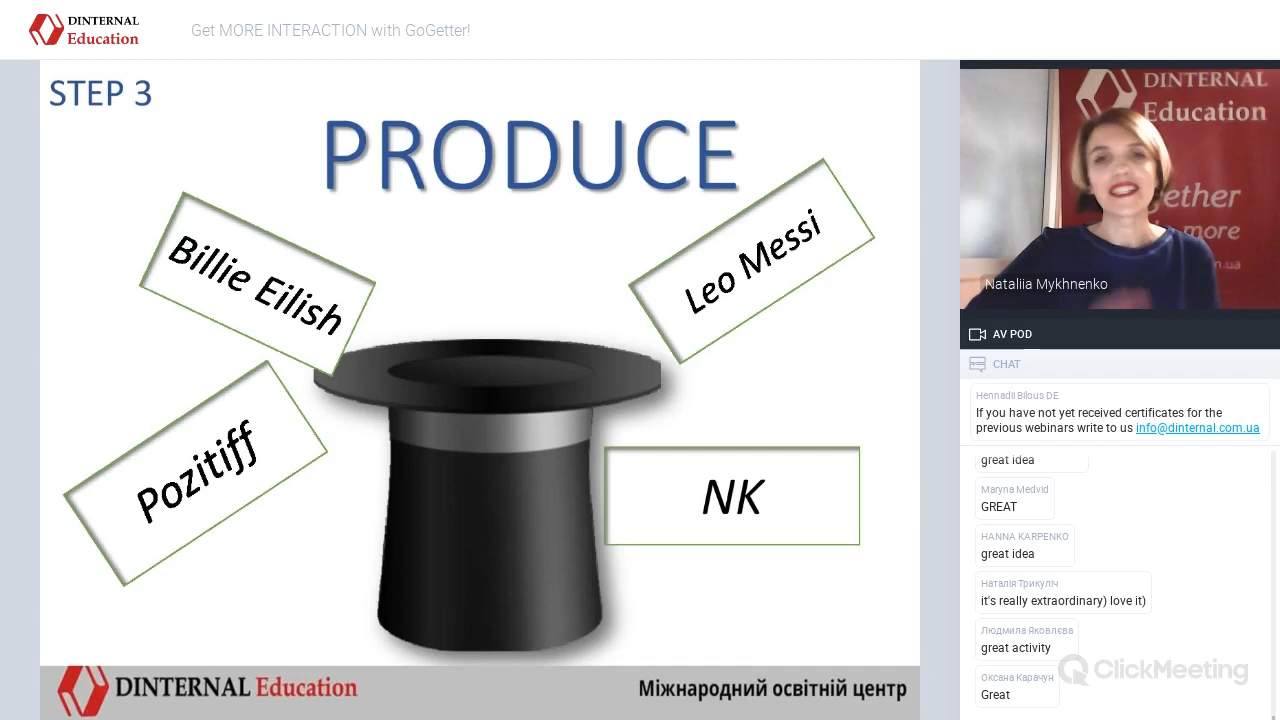 DINTERNAL
Education
Get MORE INTERACTION with GoGetter!
STEP 3
PRODUCE
Billie Eilish
Leo Messi
Pozitiff
NK
DINTERNAL Education
Міжнародний освітній центр
DINTERNAL
Education
gether
more
.ua
Nataliia Mykhnenko
AV POD
CHAT
Hennadii Bilous DE
If you have not yet received certificates for the
previous webinars write to us info@dinternal.com.ua
great idea
Maryna Medvid
GREAT
HANNA KARPENKO
great idea
Наталія Трикуліч
it's really extraordinary) love it)
Людмила Яковлєва
great activity
Оксана Карачун
Great
ClickMeeting